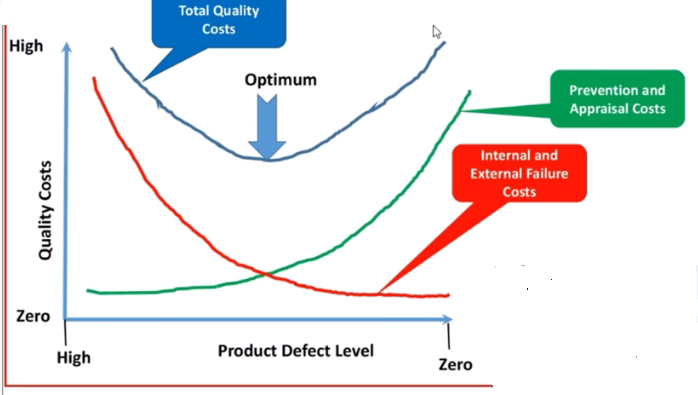 Total Quality
Costs
High
Optimum
Prevention and
Appraisal Costs
Internal and
External Failure
Costs
Quality Costs
Zero
High
Product Defect Level
Zero